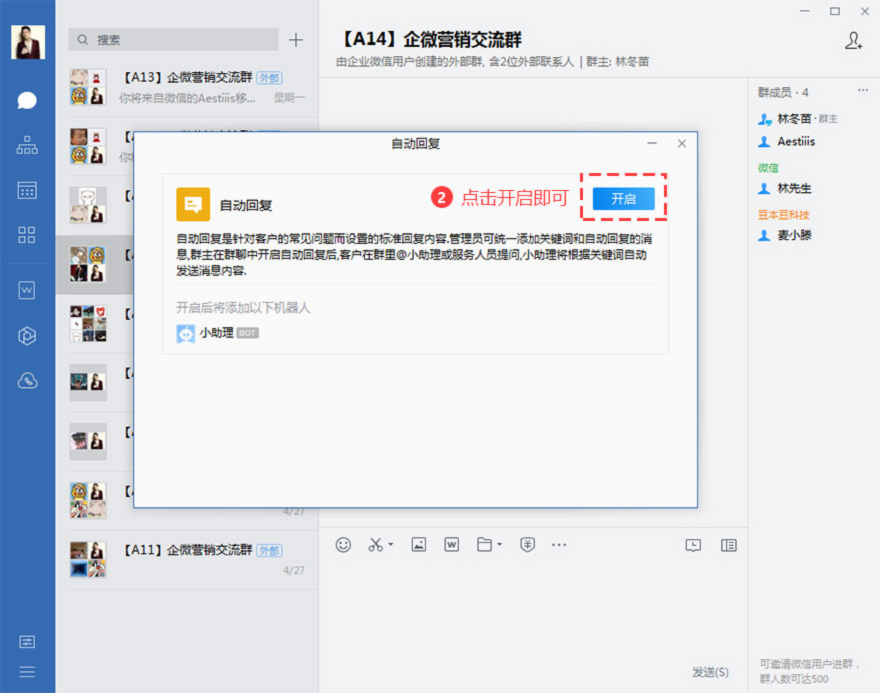 搜索
【A13】企微营销交流群 外部
你将来自微信的Aestiiis移... 星期一
4/27
【A11】企微营销交流群 外部
4/27
【A14】企微营销交流群
由企业微信用户创建的外部群, 含2位外部联系人 | 群主: 林冬苗
自动回复
自动回复
2 点击开启即可
开启
自动回复是针对客户的常见问题而设置的标准回复内容.管理员可统一添加关键词和自动回复的消
息,群主在群聊中开启自动回复后,客户在群里@小助理或服务人员提问,小助理将根据关键词自动
发送消息内容.
开启后将添加以下机器人
小助理 BOT
发送(S)
群成员 · 4
林冬苗 · 群主
Aestiiis
微信
林先生
豆本豆科技
麦小滕
可邀请微信用户进群，
群人数可达500